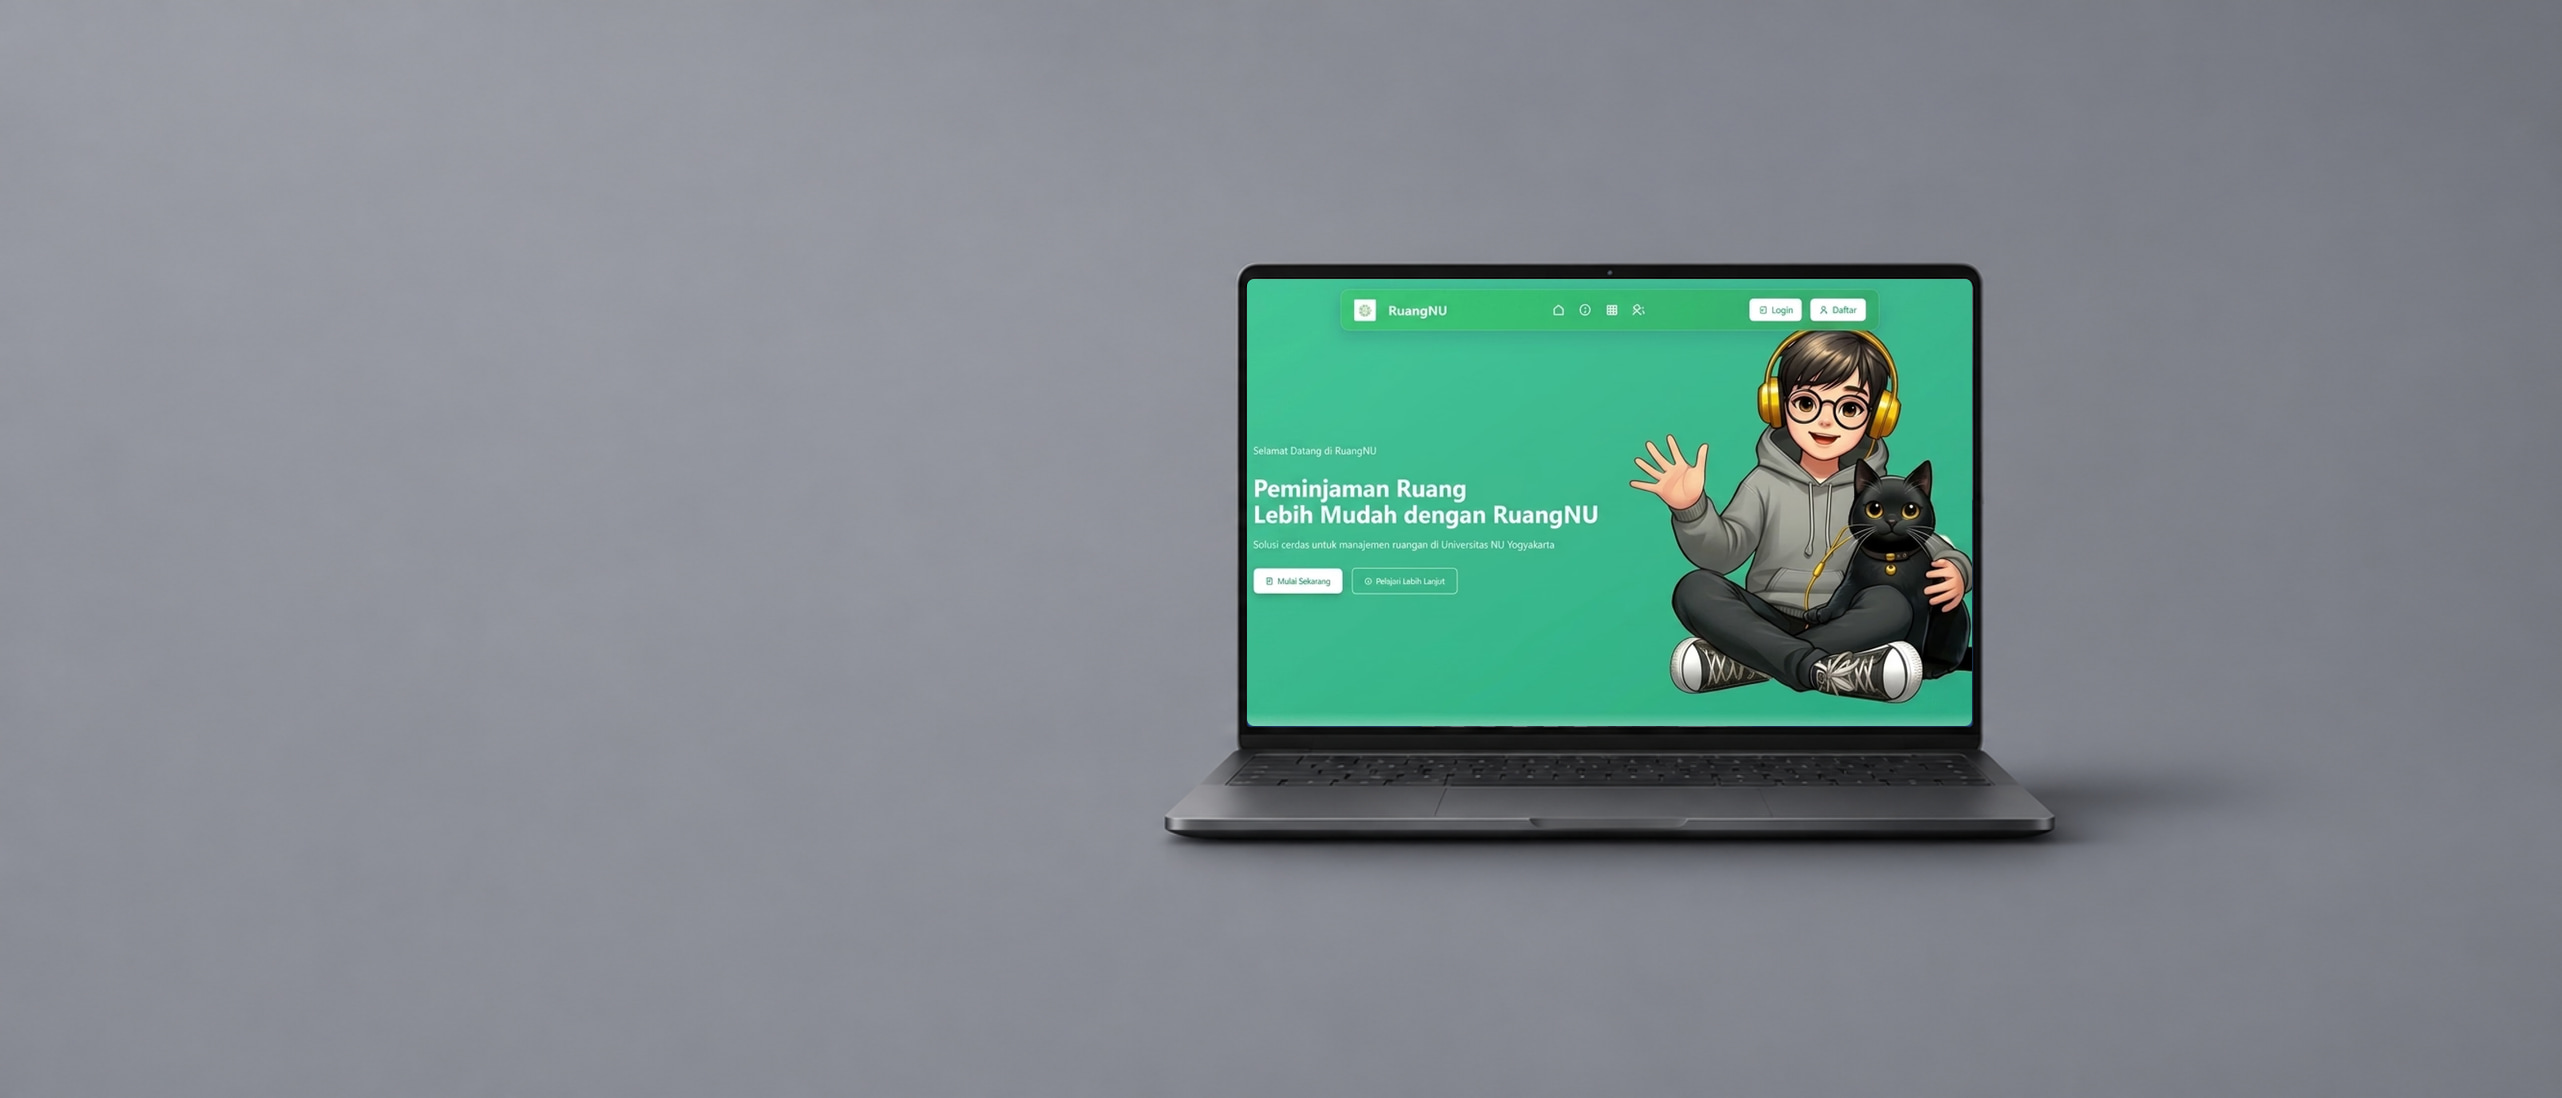 RuangNU
Login
Daftar
Selamat Datang di RuangNU
Peminjaman Ruang
Lebih Mudah dengan RuangNU
Solusi cerdas untuk manajemen ruangan di Universitas NU Yogyakarta
Mulai Sekarang
Pelajari Labih Lanjut